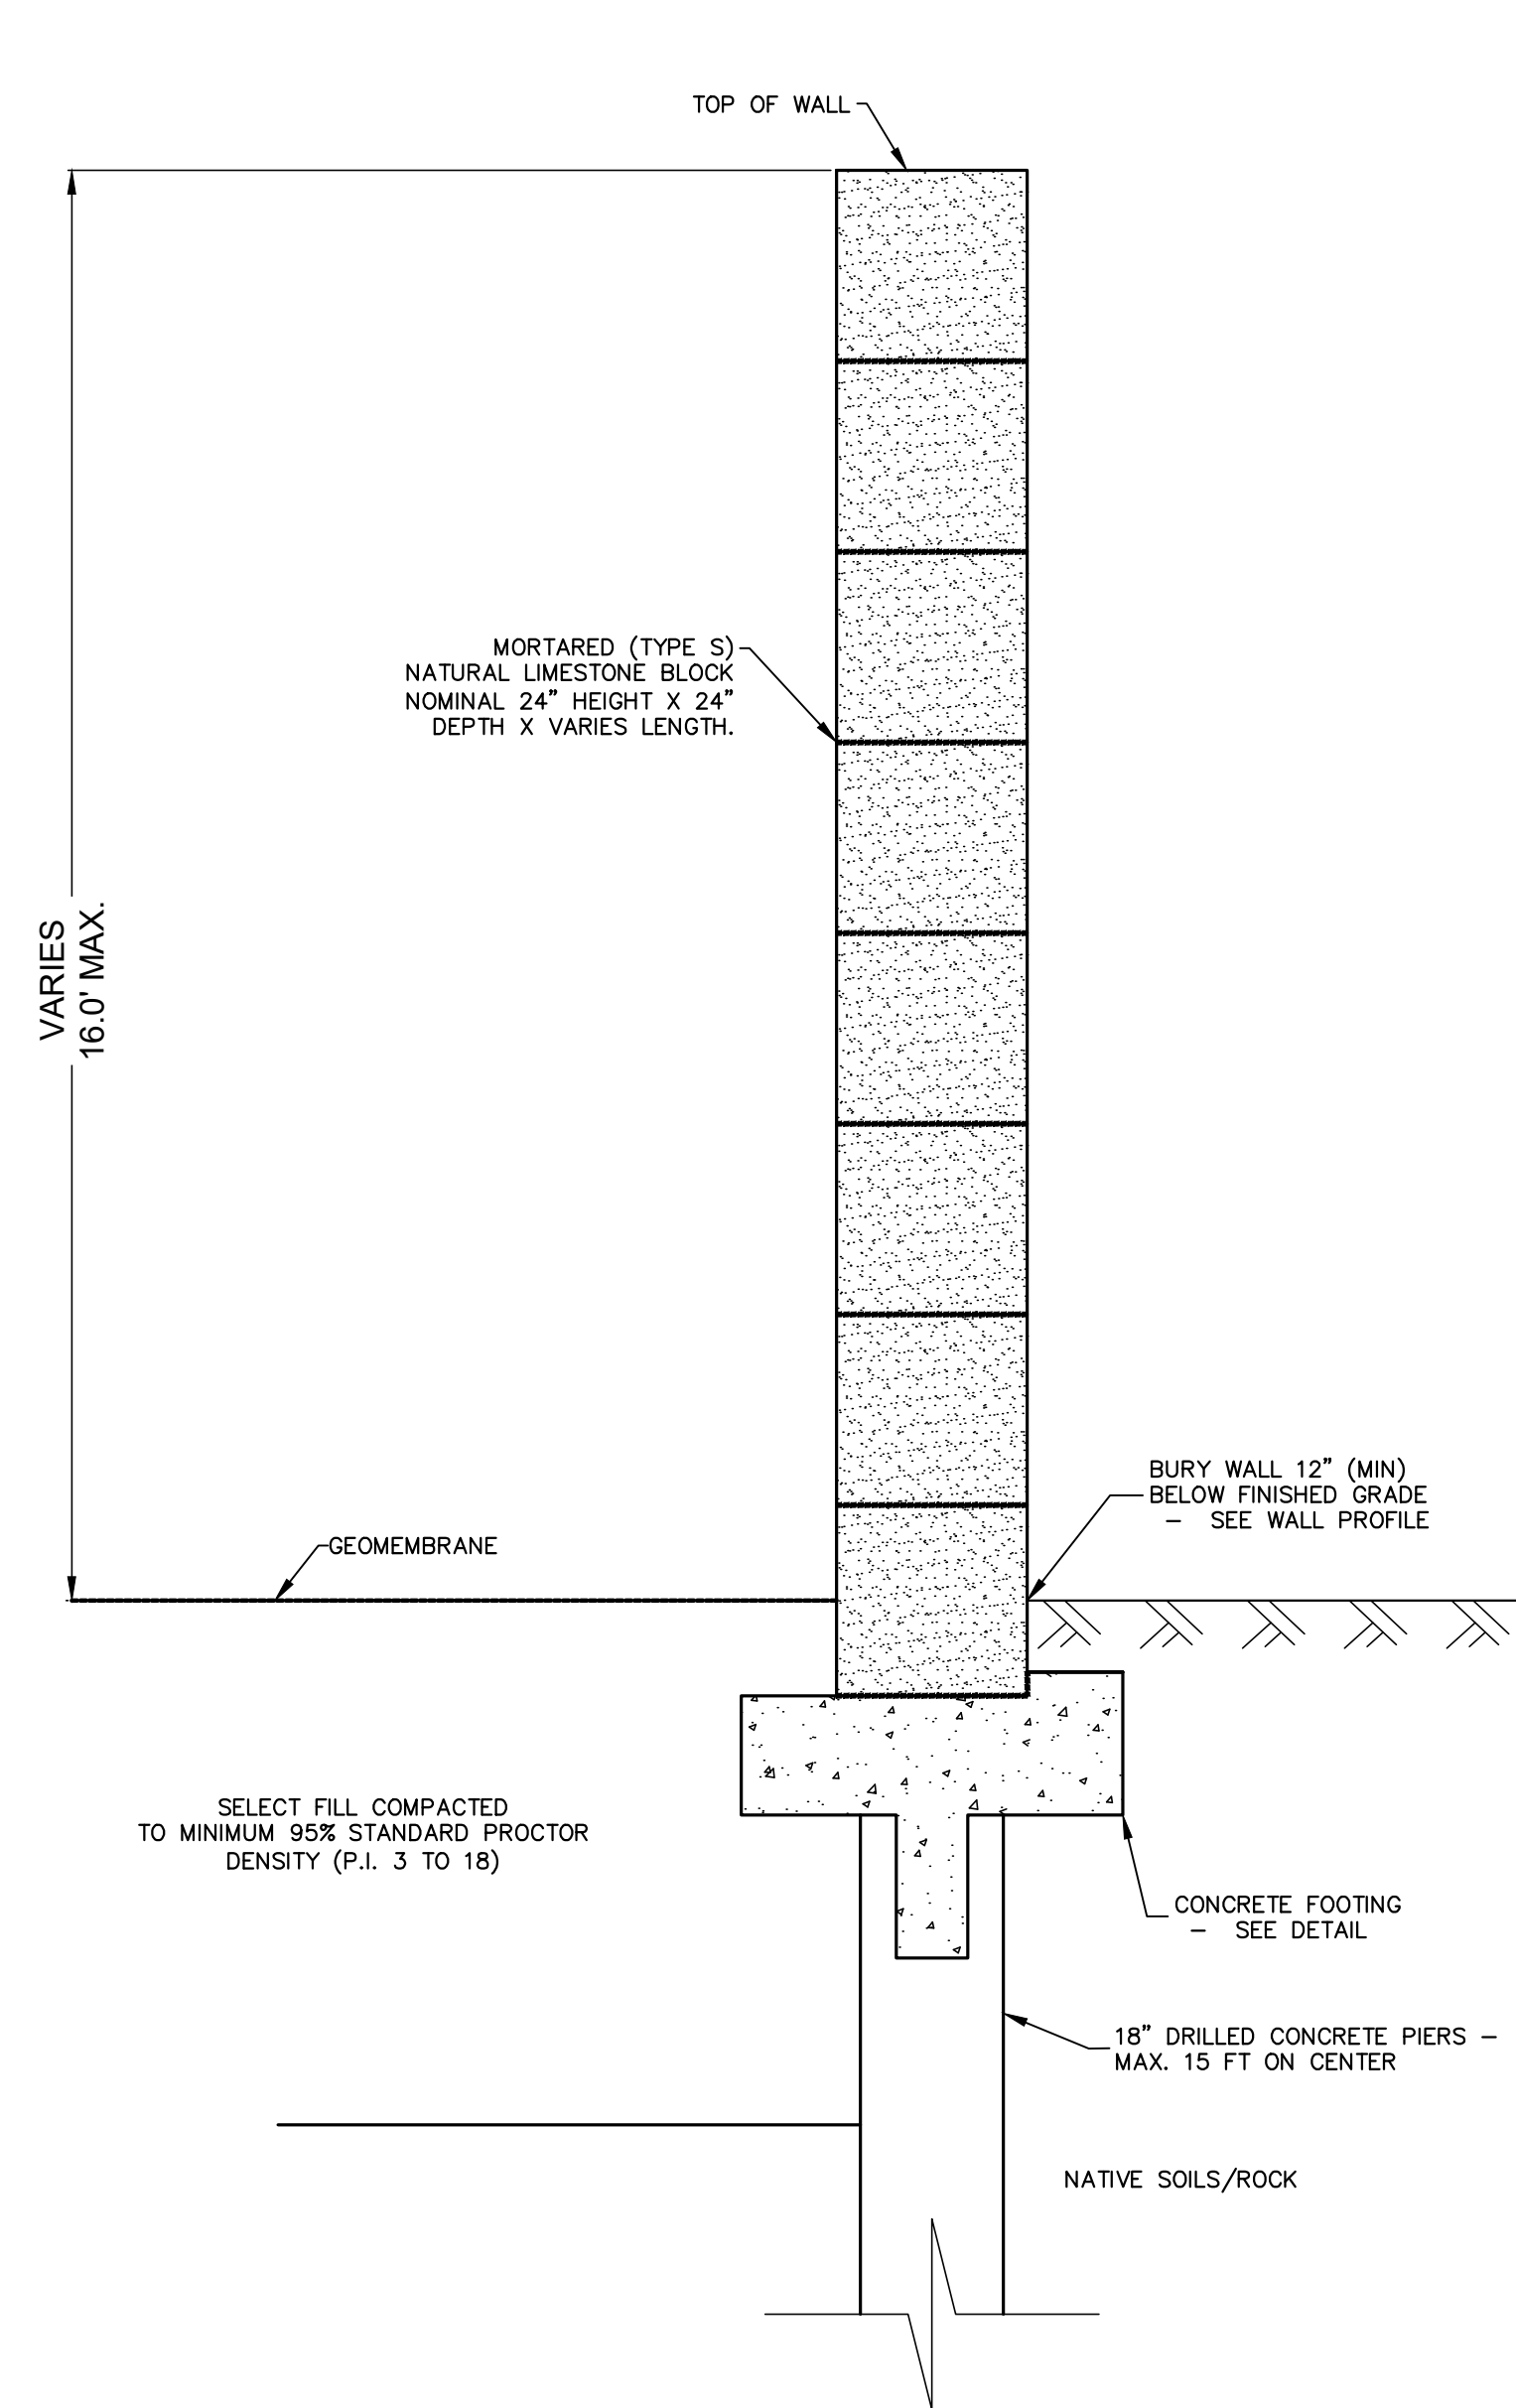 TOP OF WALL
MORTARED (TYPE S)
NATURAL LIMESTONE BLOCK
NOMINAL 24" HEIGHT X 24"
DEPTH X VARIES LENGTH.
VARIES
16.0' MAX.
BURY WALL 12" (MIN)
BELOW FINISHED GRADE
– SEE WALL PROFILE
GEOMEMBRANE
SELECT FILL COMPACTED
TO MINIMUM 95% STANDARD PROCTOR
DENSITY (P.I. 3 TO 18)
CONCRETE FOOTING
– SEE DETAIL
18" DRILLED CONCRETE PIERS –
MAX. 15 FT ON CENTER
NATIVE SOILS/ROCK